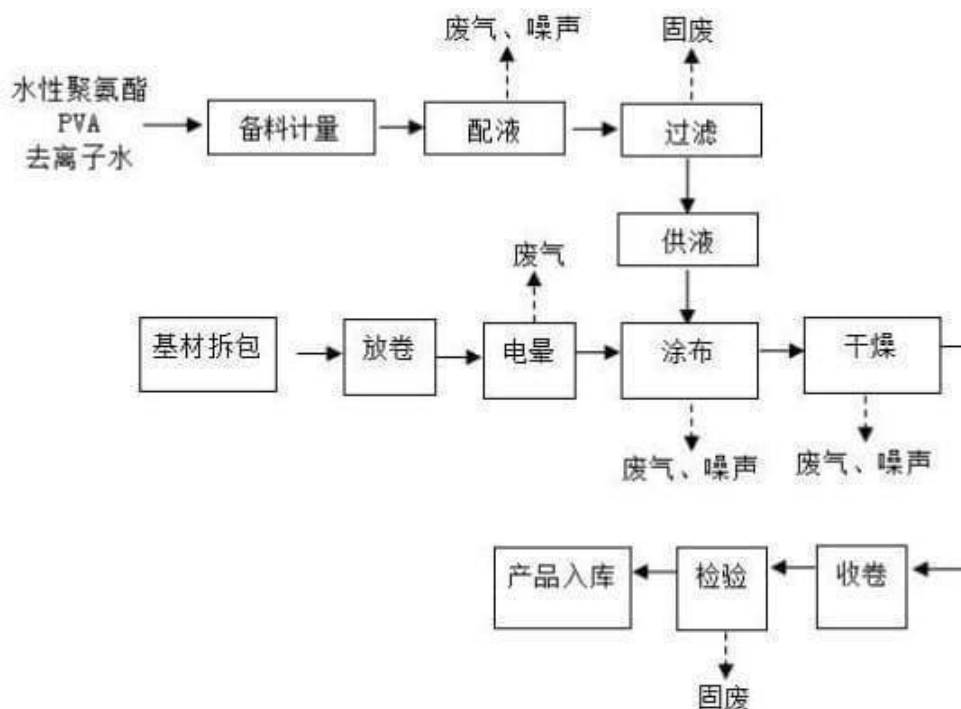 废气、噪声
固废
水性聚氨酯
PVA
去离子水
备料计量
配液
过滤
供液
废气
基材拆包
放卷
电晕
涂布
干燥
废气、噪声
废气、噪声
产品入库
检验
收卷
固废